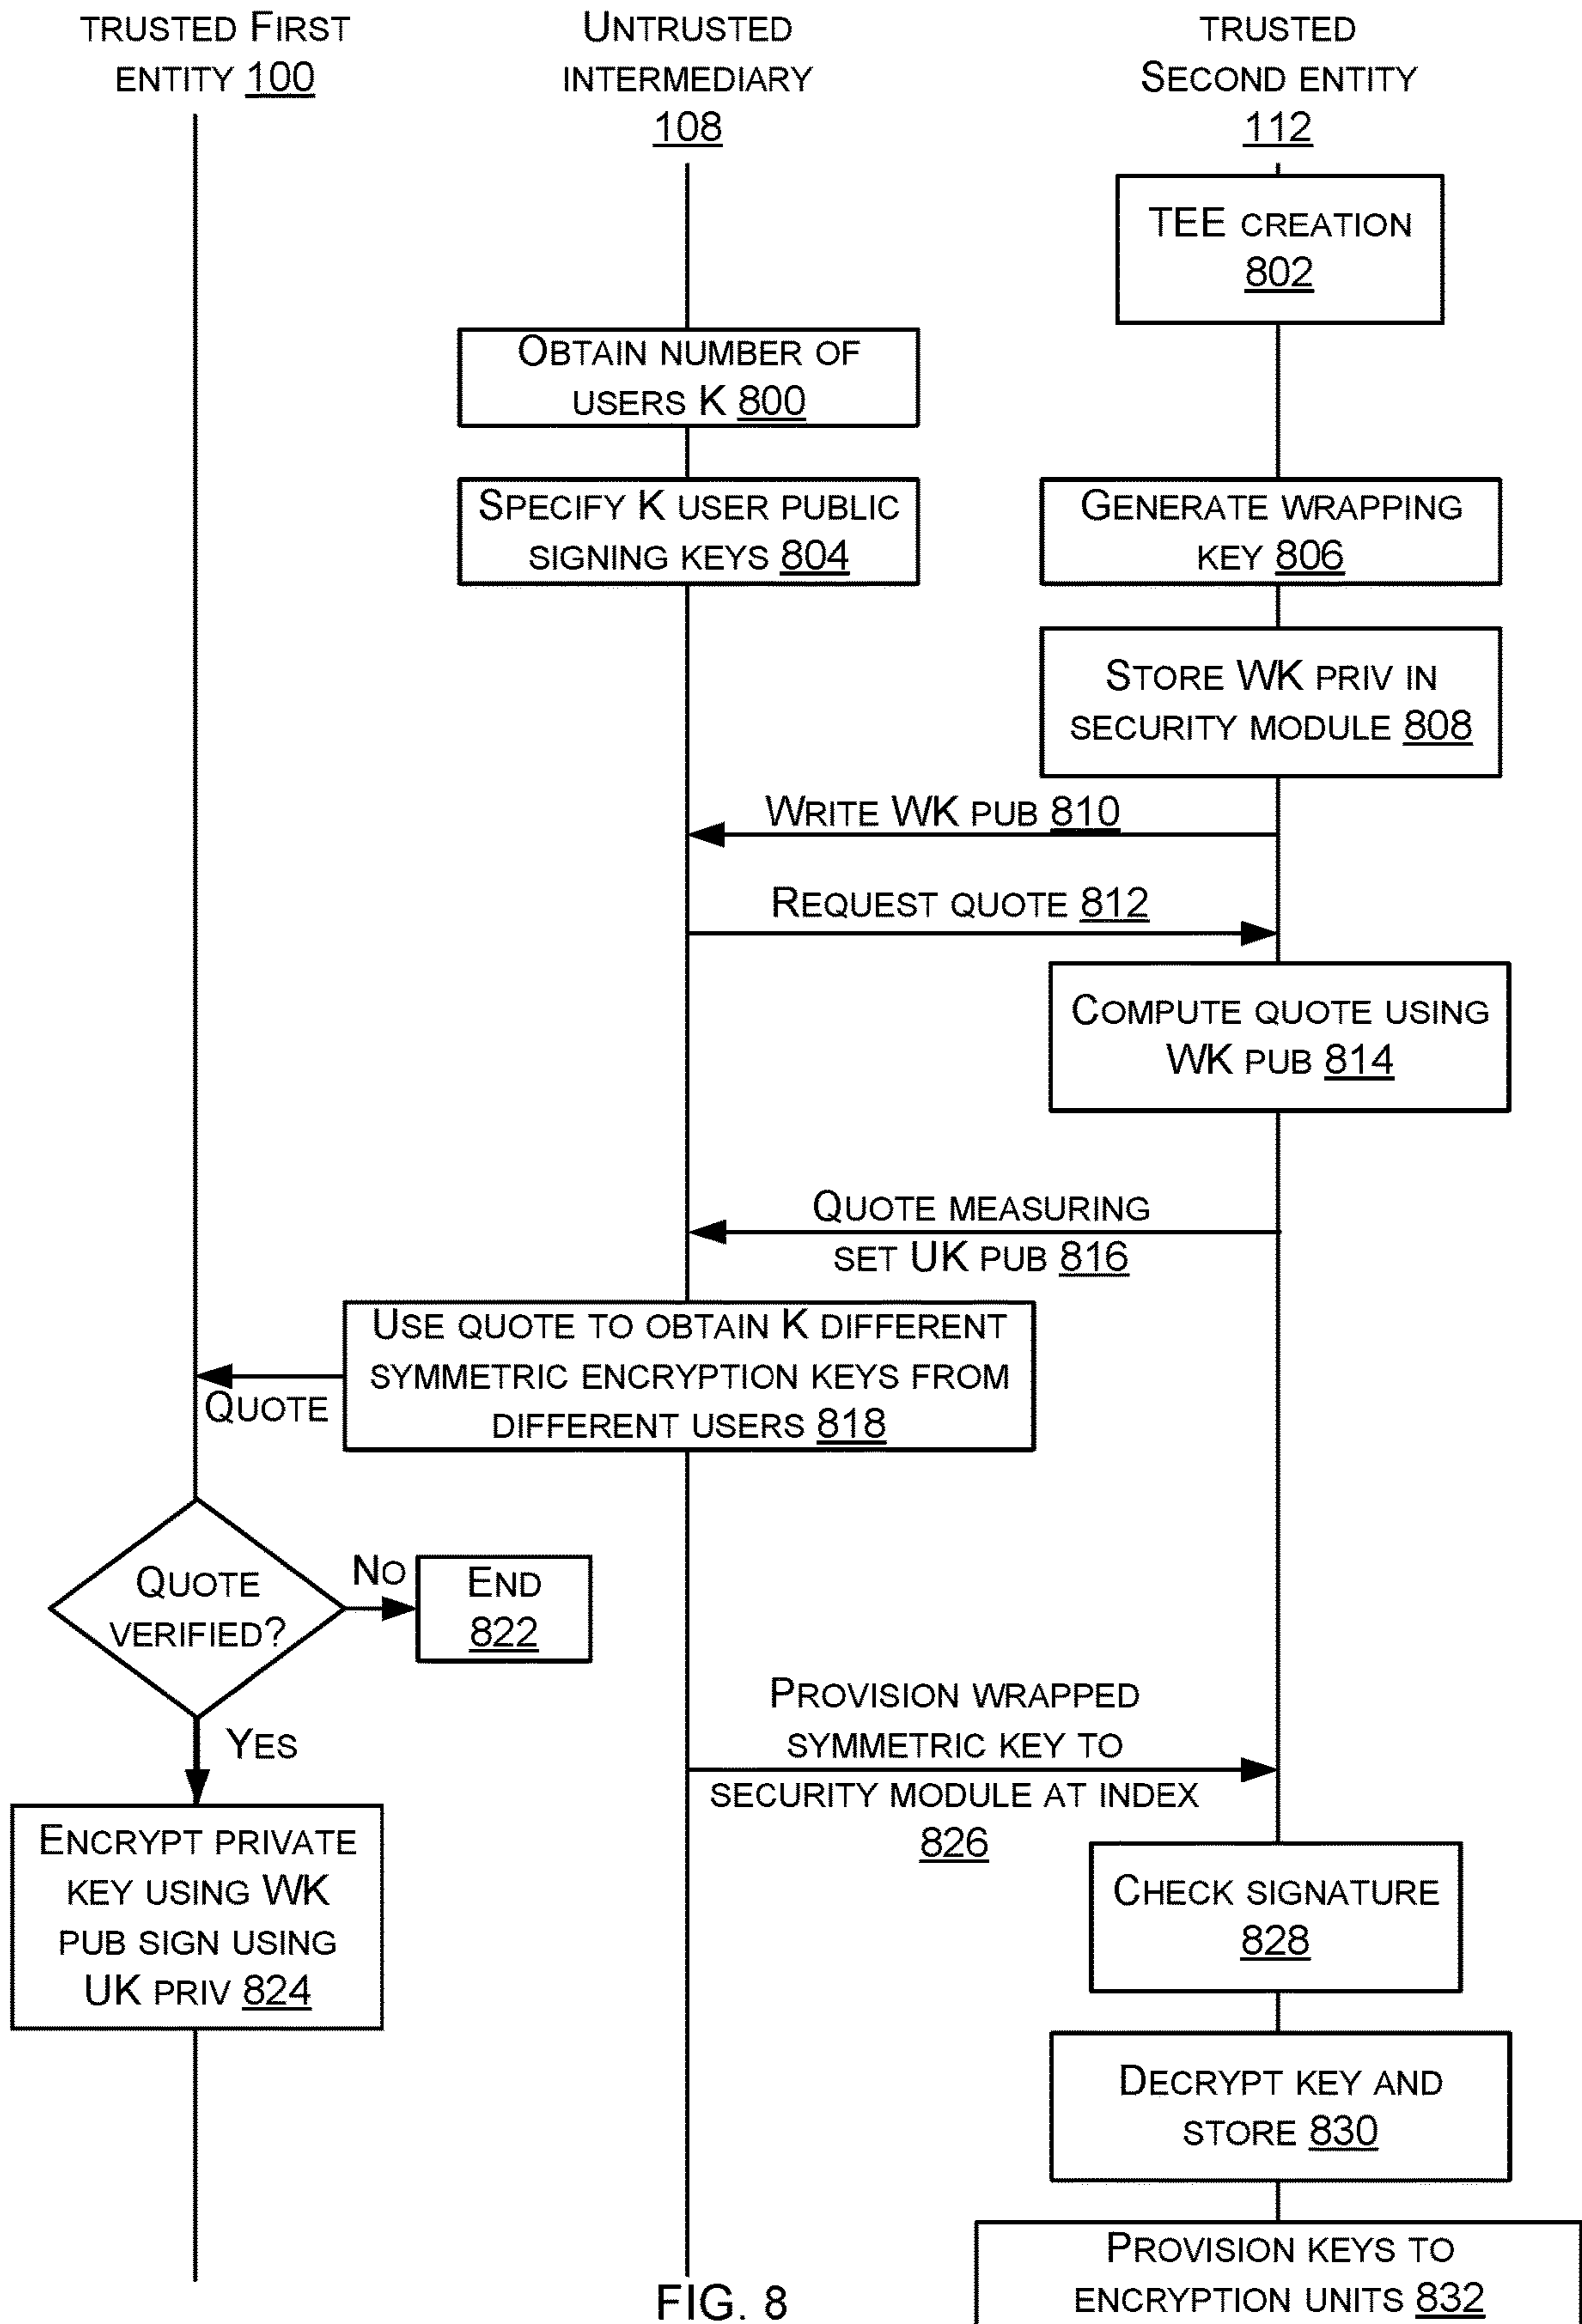 TRUSTED FIRST
ENTITY 100
UNTRUSTED
INTERMEDIARY
108
TRUSTED
SECOND ENTITY
112
TEE CREATION
802
OBTAIN NUMBER OF
USERS K 800
SPECIFY K USER PUBLIC
SIGNING KEYS 804
GENERATE WRAPPING
KEY 806
STORE WK PRIV IN
SECURITY MODULE 808
WRITE WK PUB 810
REQUEST QUOTE 812
COMPUTE QUOTE USING
WK PUB 814
QUOTE MEASURING
SET UK PUB 816
USE QUOTE TO OBTAIN K DIFFERENT
SYMMETRIC ENCRYPTION KEYS FROM
DIFFERENT USERS 818
QUOTE
QUOTE
VERIFIED?
NO
END
822
YES
PROVISION WRAPPED
SYMMETRIC KEY TO
SECURITY MODULE AT INDEX
826
ENCRYPT PRIVATE
KEY USING WK
PUB SIGN USING
UK PRIV 824
CHECK SIGNATURE
828
DECRYPT KEY AND
STORE 830
PROVISION KEYS TO
ENCRYPTION UNITS 832
FIG. 8